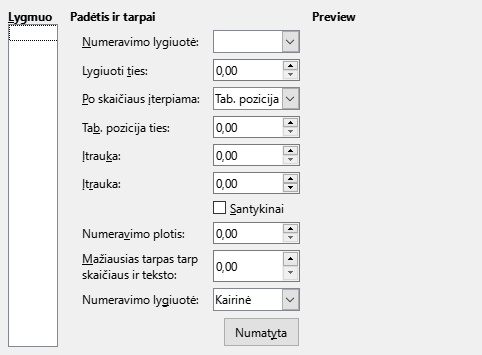 Lygmuo Padėtis ir tarpai Preview
Numeravimo lygiuotė:
Lygiuoti ties: 0,00
Po skaičiaus įterpiama: Tab. pozicija
Tab. pozicija ties: 0,00
Įtrauka: 0,00
Įtrauka: 0,00
Santykinai
Numeravimo plotis: 0,00
Mažiausias tarpas tarp
skaičiaus ir teksto: 0,00
Numeravimo lygiuotė: Kairinė
Numatyta